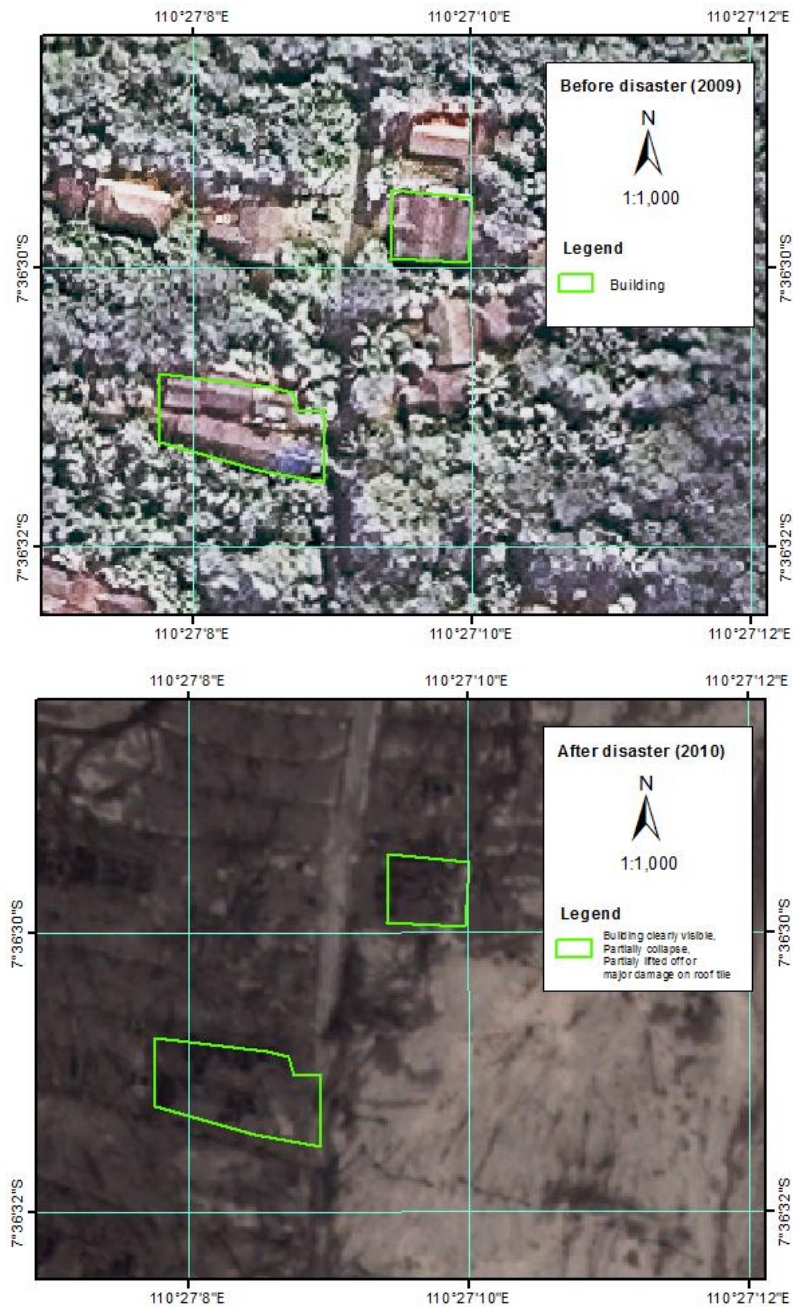 110°27'8"E 110°27'10"E 110°27'12"E
Before disaster (2009)
N
1:1,000
Legend
Building
7°36'30"S 7°36'30"S
7°36'32"S 7°36'32"S
110°27'8"E 110°27'10"E 110°27'12"E
110°27'8"E 110°27'10"E 110°27'12"E
After disaster (2010)
N
1:1,000
Legend
Building clearly visible,
Partially collapse,
Partialy lifted off or
major damage on roof tile
7°36'30"S 7°36'30"S
7°36'32"S 7°36'32"S
110°27'8"E 110°27'10"E 110°27'12"E